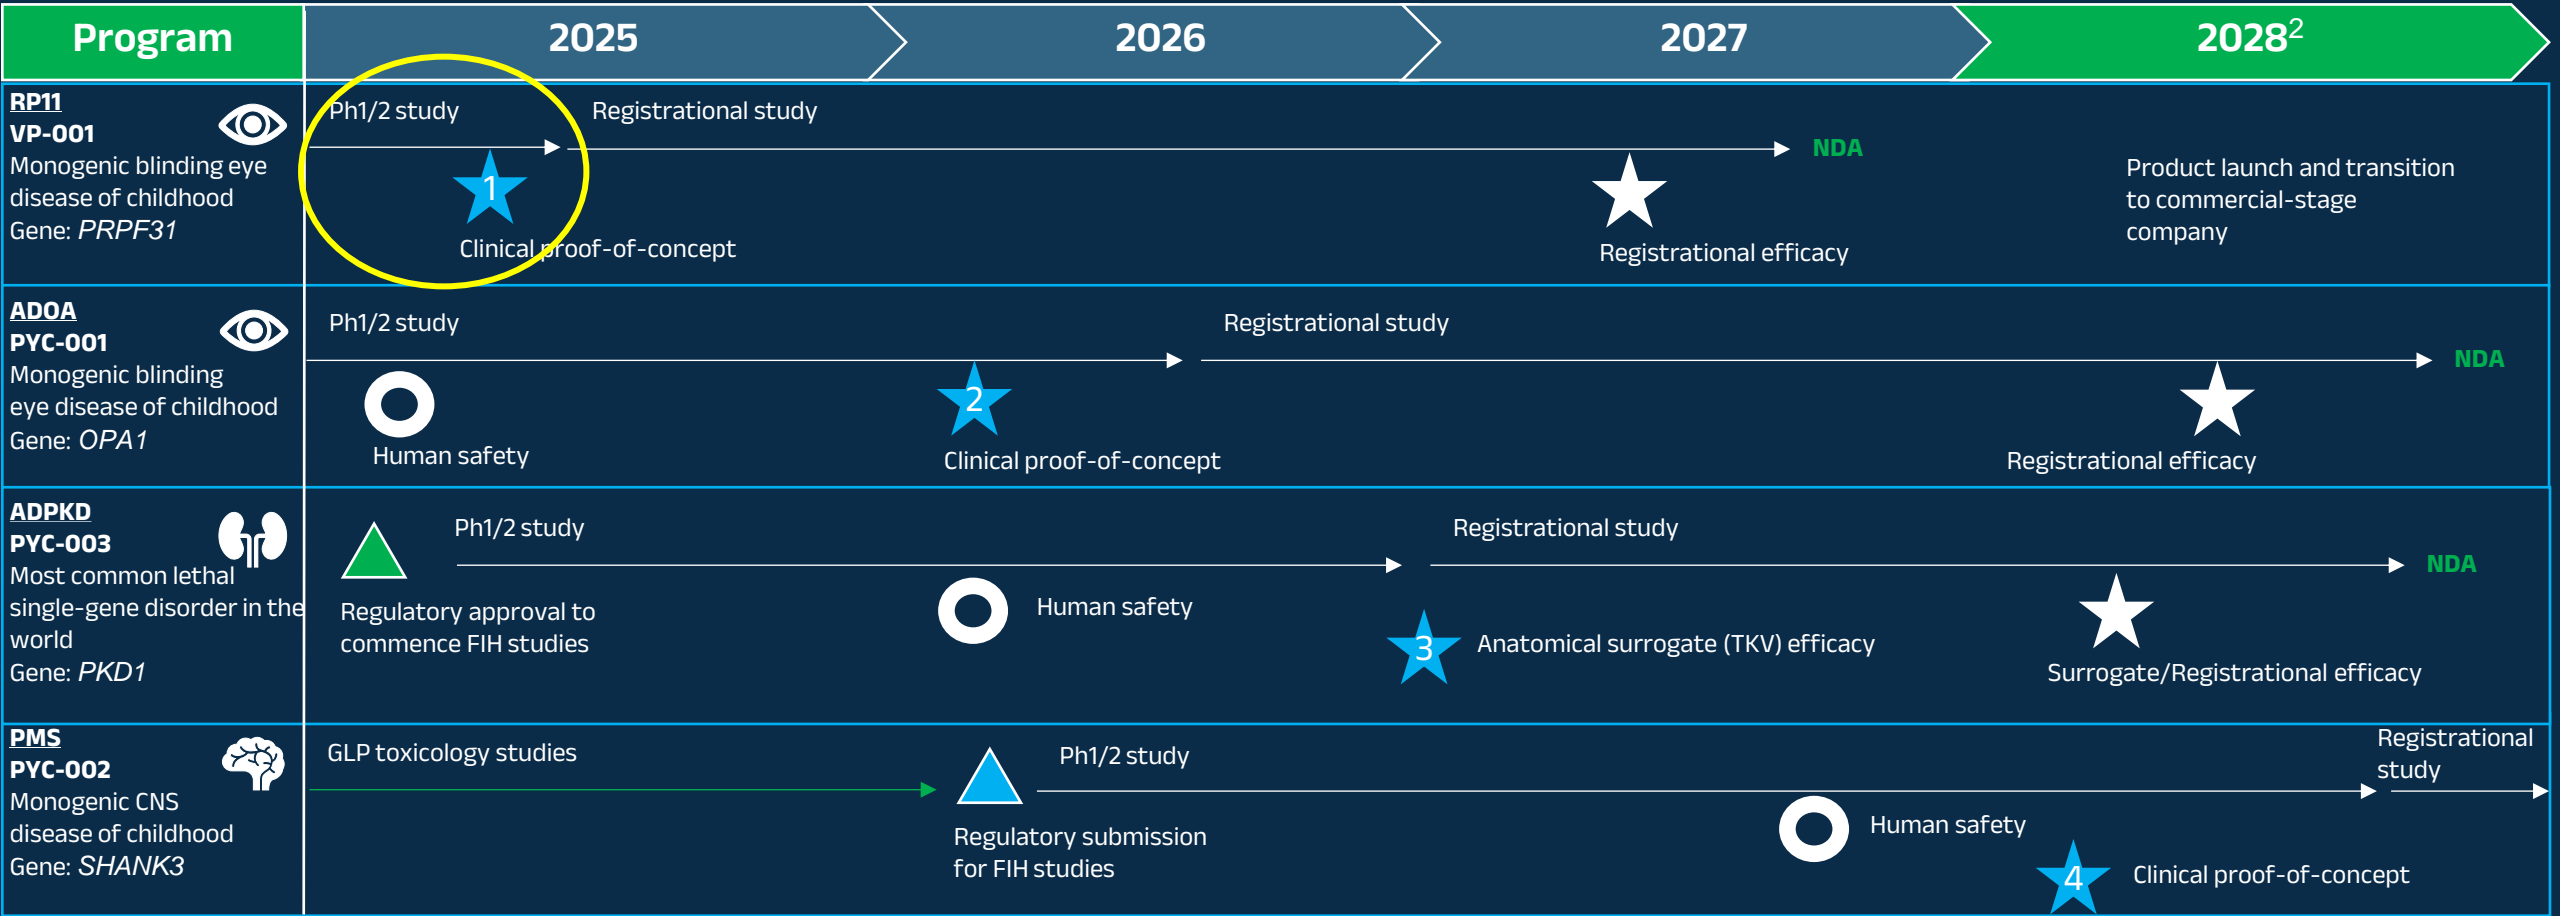 Program
2025
2026
2027
2028²
RP11
VP-001
Monogenic blinding eye
disease of childhood
Gene: PRPF31
Ph1/2 study
Registrational study
NDA
1
Clinical proof-of-concept
Registrational efficacy
Product launch and transition
to commercial-stage
company
ADOA
PYC-001
Monogenic blinding
eye disease of childhood
Gene: OPA1
Ph1/2 study
Registrational study
NDA
Human safety
2
Clinical proof-of-concept
Registrational efficacy
ADPKD
PYC-003
Most common lethal
single-gene disorder in the
world
Gene: PKD1
Ph1/2 study
Registrational study
NDA
Regulatory approval to
commence FIH studies
Human safety
3
Anatomical surrogate (TKV) efficacy
Surrogate/Registrational efficacy
PMS
PYC-002
Monogenic CNS
disease of childhood
Gene: SHANK3
GLP toxicology studies
Ph1/2 study
Registrational
study
Regulatory submission
for FIH studies
Human safety
4
Clinical proof-of-concept